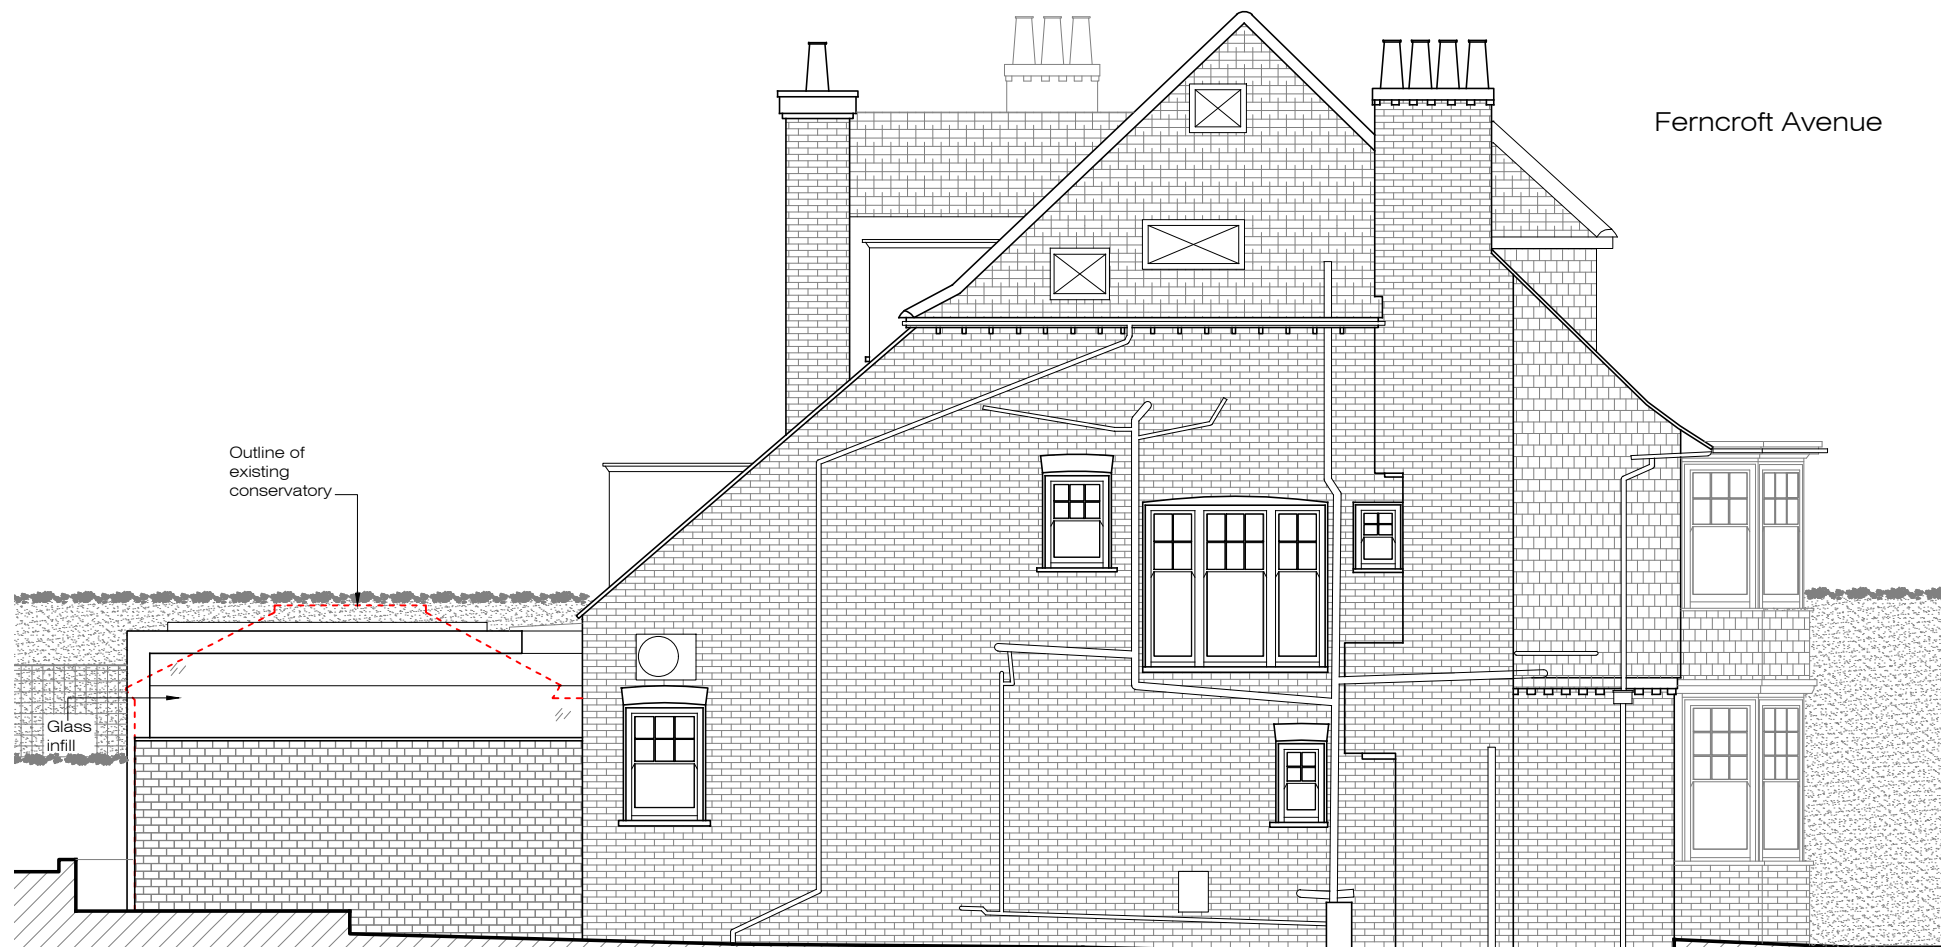 Ferncroft Avenue
Outline of
existing
conservatory
Glass
infill